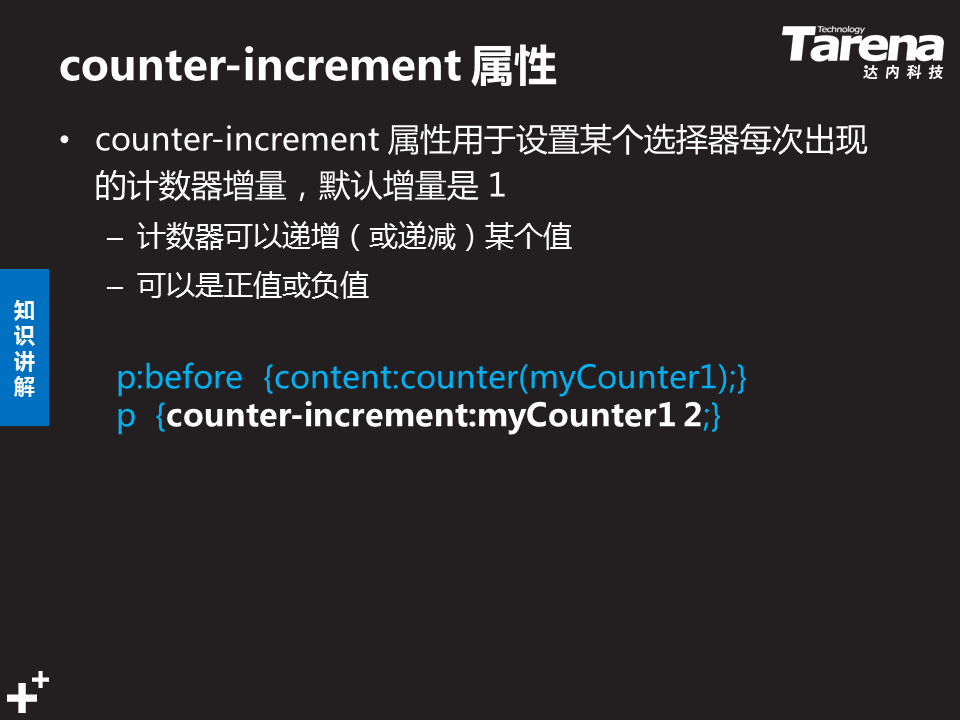 counter-increment 属性
Technology
Tarena
达内科技
• counter-increment 属性用于设置某个选择器每次出现
的计数器增量，默认增量是 1
– 计数器可以递增（或递减）某个值
– 可以是正值或负值
知
识
讲
解
p:before {content:counter(myCounter1);}
p {counter-increment:myCounter1 2;}